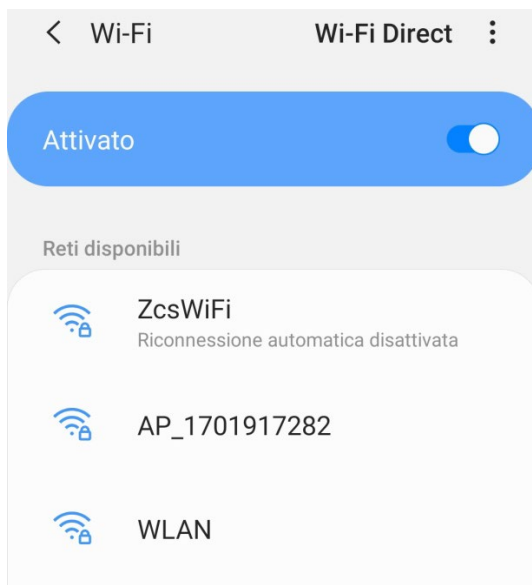 Wi-Fi Wi-Fi Direct
Attivato
Reti disponibili
ZcsWiFi
Riconnessione automatica disattivata
AP_1701917282
WLAN